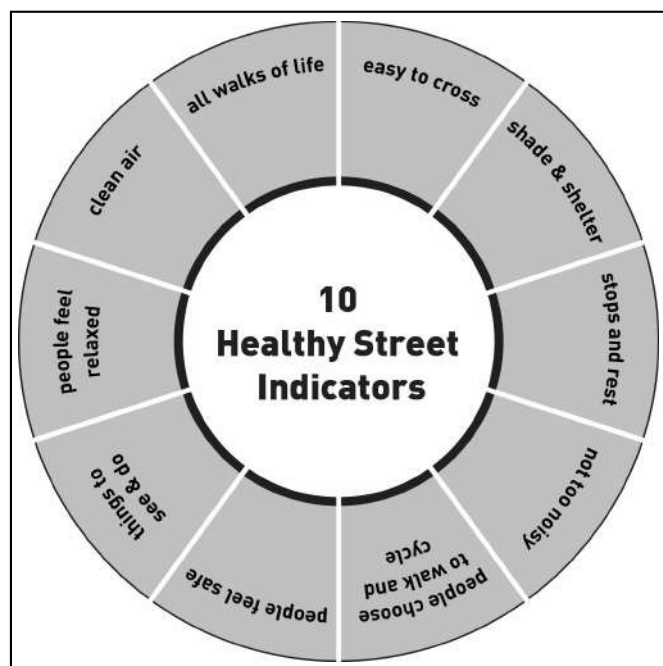 10
Healthy Street
Indicators
easy to cross
shade & shelter
stops and rest
not too noisy
people choose
to walk and
cycle
people feel safe
things to
see & do
people feel
relaxed
clean air
all walks of life